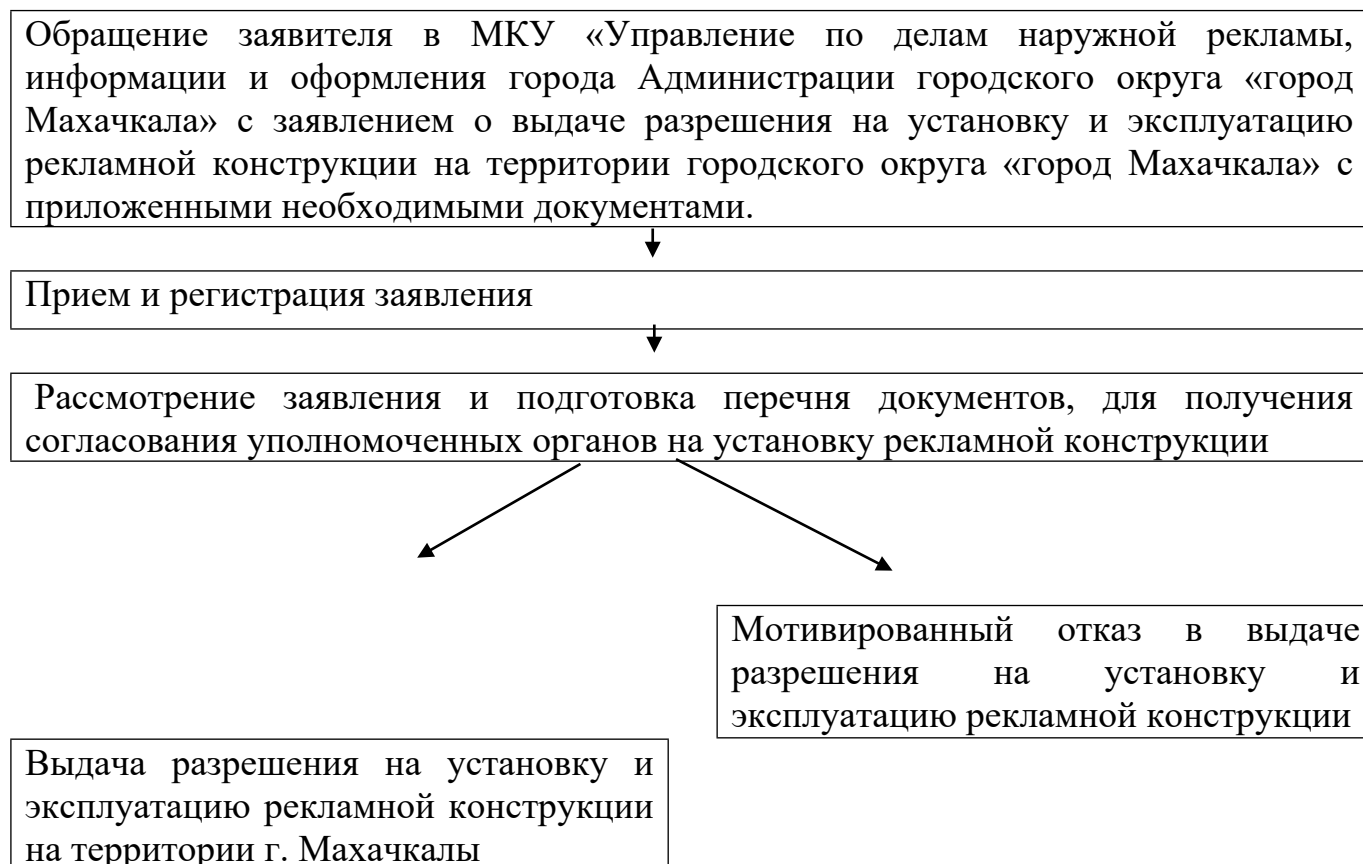 Обращение заявителя в МКУ «Управление по делам наружной рекламы,
информации и оформления города Администрации городского округа «город
Махачкала» с заявлением о выдаче разрешения на установку и эксплуатацию
рекламной конструкции на территории городского округа «город Махачкала» с
приложенными необходимыми документами.
Прием и регистрация заявления
Рассмотрение заявления и подготовка перечня документов, для получения
согласования уполномоченных органов на установку рекламной конструкции
Мотивированный отказ в выдаче
разрешения на установку и
эксплуатацию рекламной конструкции
Выдача разрешения на установку и
эксплуатацию рекламной конструкции
на территории г. Махачкалы